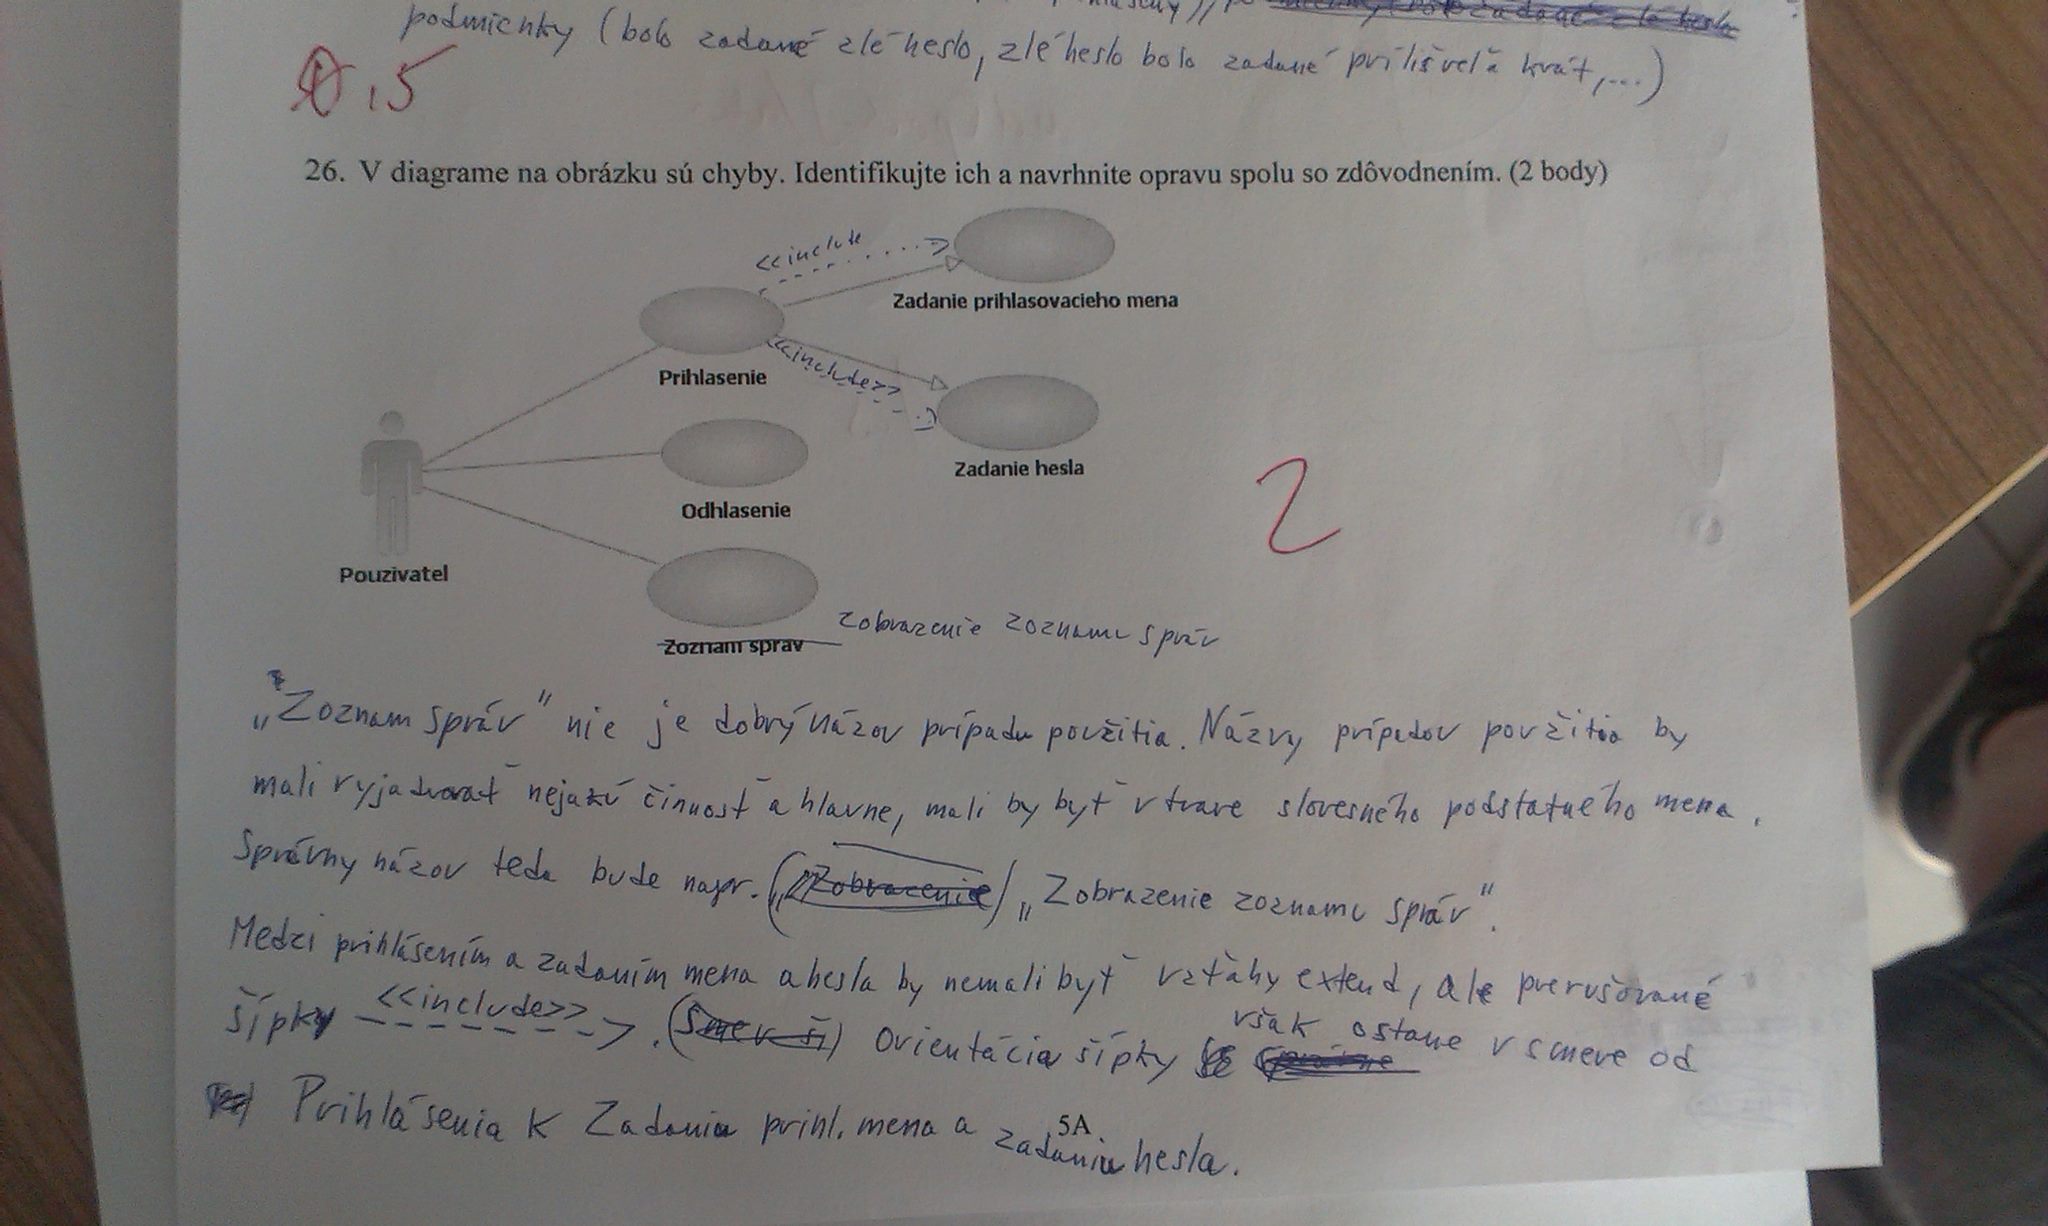 podmienky (bolo zadané zlé heslo, zlé heslo bolo zadané príliš veľa krát,...)
,5
26. V diagrame na obrázku sú chyby. Identifikujte ich a navrhnite opravu spolu so zdôvodnením. (2 body)
<<include
Zadanie prihlasovacieho mena
<<include>>
Prihlasenie
Zadanie hesla
2
Odhlasenie
Pouzivatel
Zoznam sprav
Zobrazenie zoznamu správ
„Zoznam správ" nie je dobrý názov prípadu použitia. Názvy prípadov použitia by
mali vyjadrovať nejakú činnosť a hlavne, mali by byť v tvare slovesného podstatného mena.
Správny názov teda bude napr. („Zobrazenie) „Zobrazenie zoznamu správ".
Medzi prihlásením a zadaním mena a hesla by nemali byť vzťahy extend, ale prerušované
šípky <<include>>. (Smer ší) Orientácia šípky však ostane v smere od
Prihlásenia k Zadaniu prihl. mena a zadaniu hesla.
5A